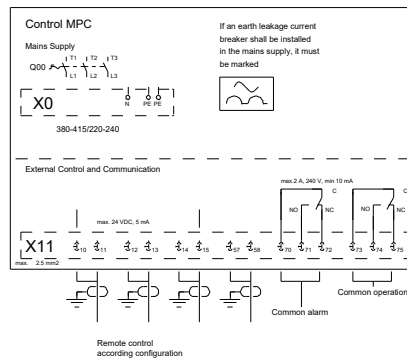 Control MPC
Mains Supply
T1 T2 T3
Q00
L1 L2 L3
X0
N PE PE
380-415/220-240
If an earth leakage current
breaker shall be installed
in the mains supply, it must
be marked
External Control and Communication
max.2 A, 240 V, min 10 mA
C C
NO NC NO NC
max. 24 VDC, 5 mA
X11
10 11 12 13 14 15 57 58 70 71 72 73 74 75
max. 2.5 mm2
Common operation
Common alarm
Remote control
according configuration